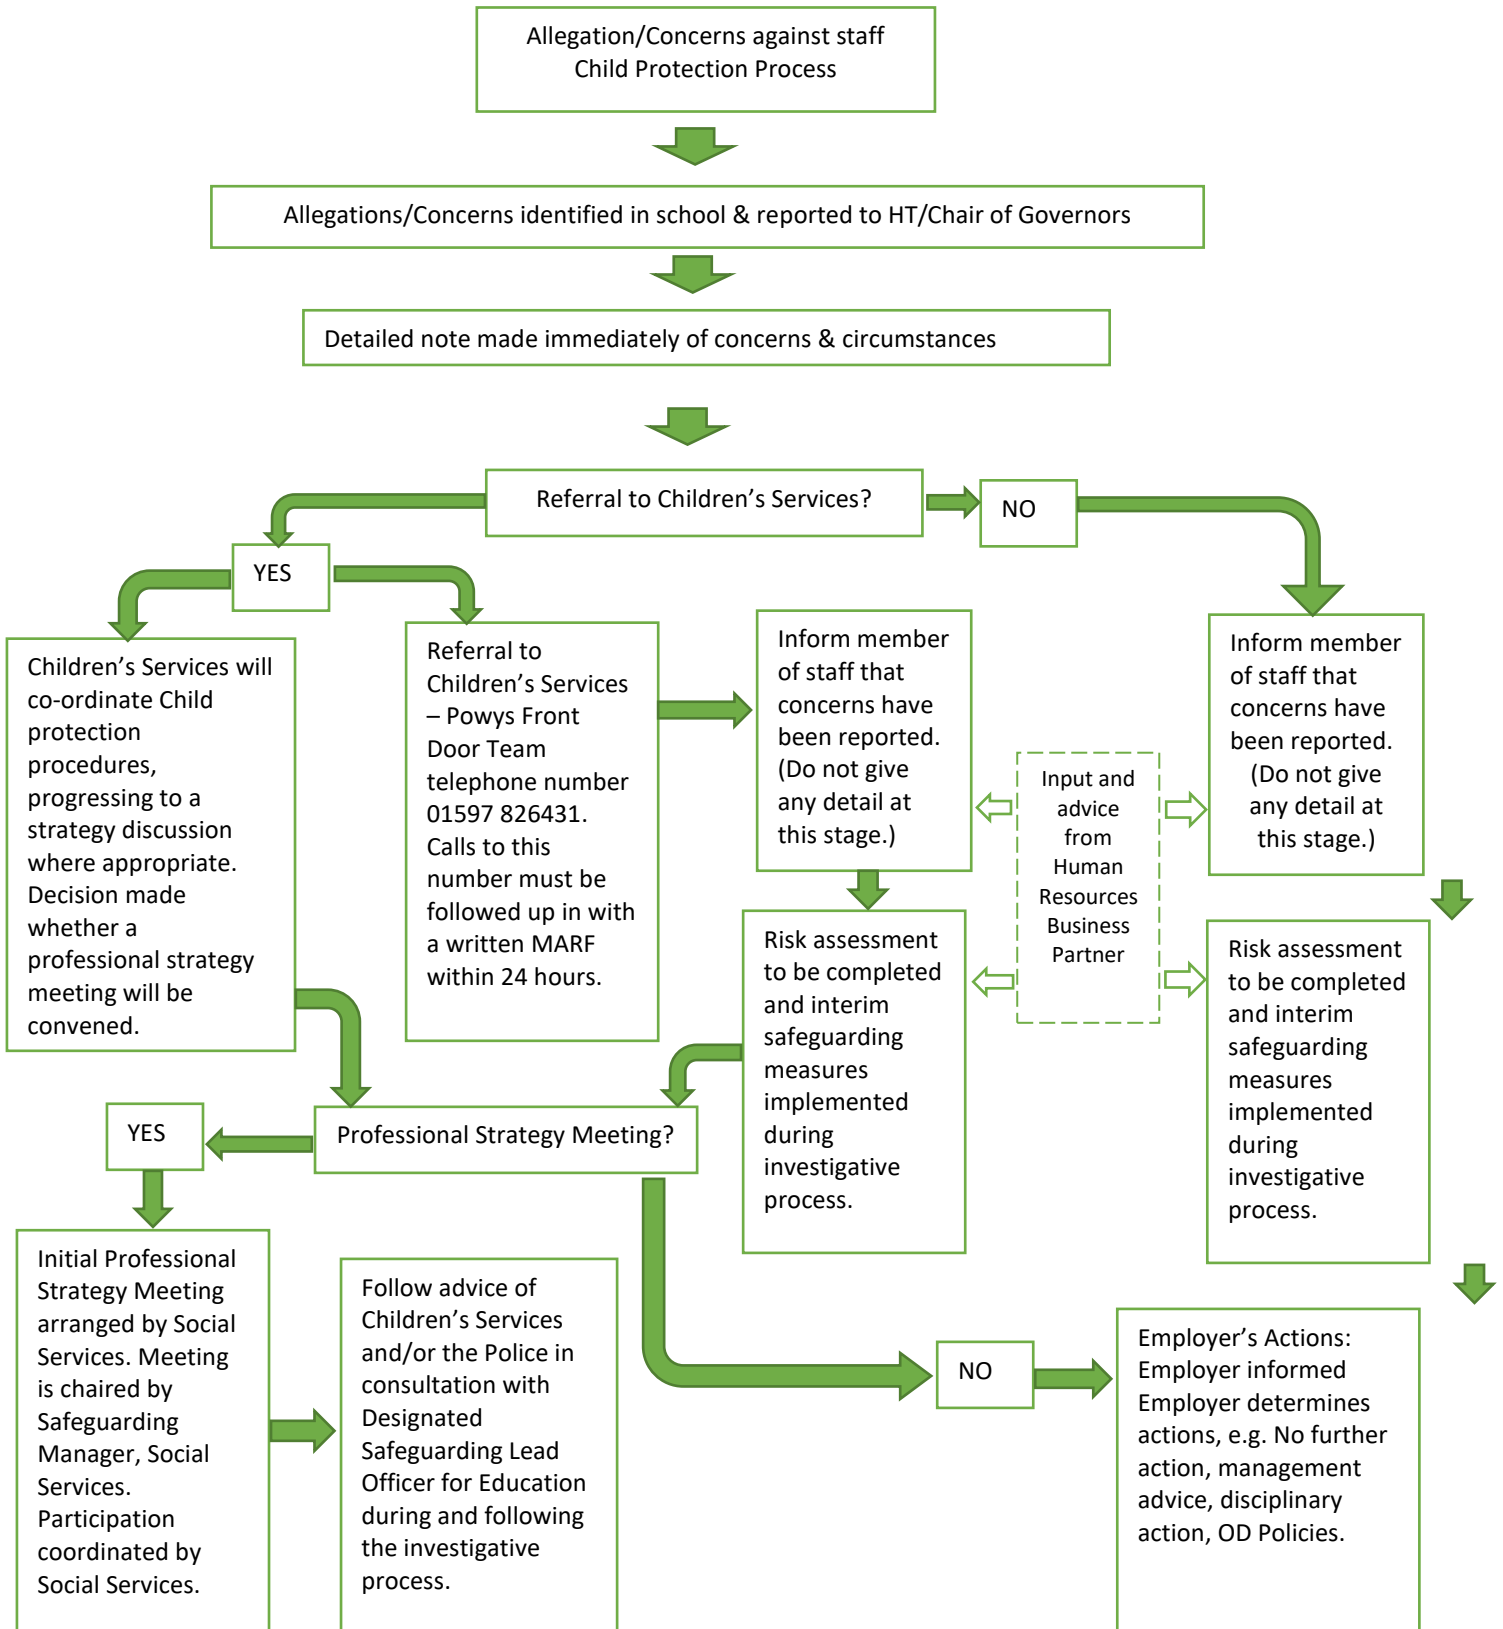 Allegation/Concerns against staff
Child Protection Process
Allegations/Concerns identified in school & reported to HT/Chair of Governors
Detailed note made immediately of concerns & circumstances
Referral to Children’s Services?
NO
YES
Children’s Services will
co-ordinate Child
protection
procedures,
progressing to a
strategy discussion
where appropriate.
Decision made
whether a
professional strategy
meeting will be
convened.
Referral to
Children’s Services
– Powys Front
Door Team
telephone number
01597 826431.
Calls to this
number must be
followed up in with
a written MARF
within 24 hours.
Inform member
of staff that
concerns have
been reported.
(Do not give
any detail at
this stage.)
Input and
advice
from
Human
Resources
Business
Partner
Inform member
of staff that
concerns have
been reported.
(Do not give
any detail at
this stage.)
Risk assessment
to be completed
and interim
safeguarding
measures
implemented
during
investigative
process.
Risk assessment
to be completed
and interim
safeguarding
measures
implemented
during
investigative
process.
YES
Professional Strategy Meeting?
Initial Professional
Strategy Meeting
arranged by Social
Services. Meeting
is chaired by
Safeguarding
Manager, Social
Services.
Participation
coordinated by
Social Services.
Follow advice of
Children’s Services
and/or the Police in
consultation with
Designated
Safeguarding Lead
Officer for Education
during and following
the investigative
process.
NO
Employer’s Actions:
Employer informed
Employer determines
actions, e.g. No further
action, management
advice, disciplinary
action, OD Policies.